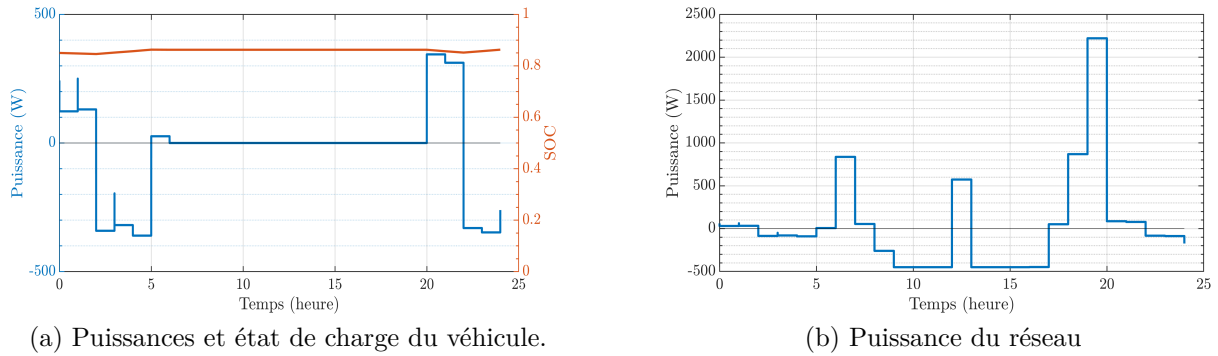 500
0
-500
Puissance (W)
1
0.8
0.6
0.4
0.2
0
SOC
0 5 10 15 20 25
Temps (heure)
(a) Puissances et état de charge du véhicule.
2500
2000
1500
1000
500
0
-500
Puissance (W)
0 5 10 15 20 25
Temps (heure)
(b) Puissance du réseau